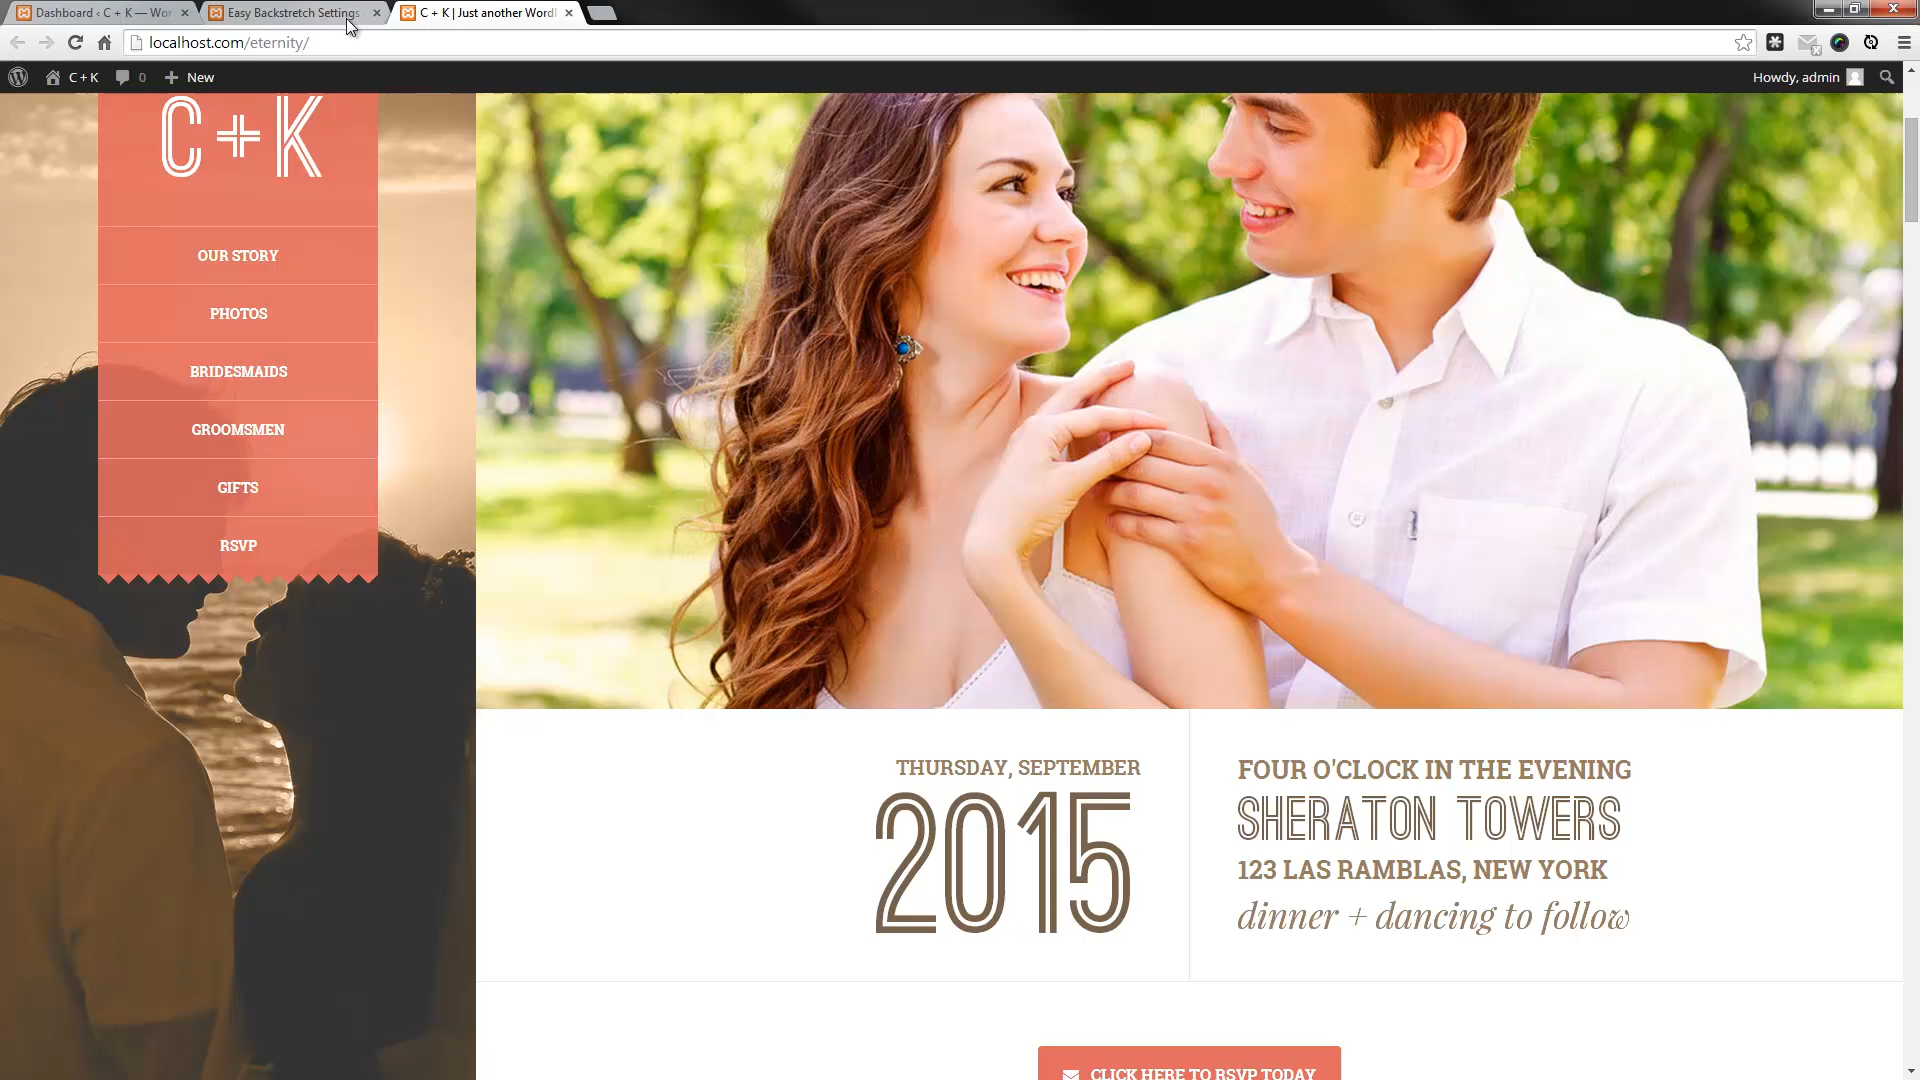 Dashboard ‹ C + K — Wor
Easy Backstretch Settings
C + K | Just another Word
localhost.com/eternity/
C + K
0
New
Howdy, admin
C + K
OUR STORY
PHOTOS
BRIDESMAIDS
GROOMSMEN
GIFTS
RSVP
THURSDAY, SEPTEMBER
2015
FOUR O'CLOCK IN THE EVENING
SHERATON TOWERS
123 LAS RAMBLAS, NEW YORK
dinner + dancing to follow
CLICK HERE TO RSVP TODAY